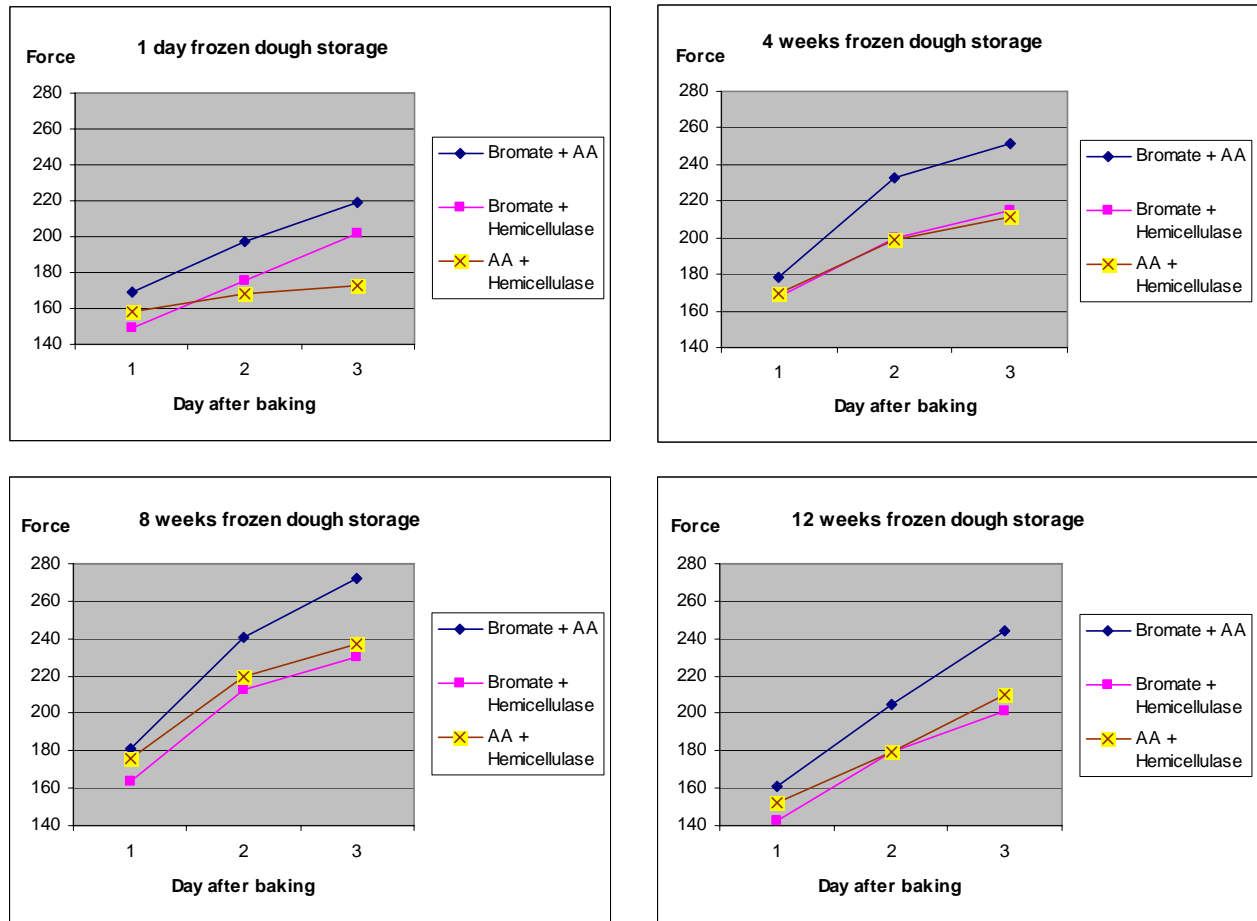 1 day frozen dough storage
Force
280
260
240
220
200
180
160
140
1 2 3
Day after baking
Bromate + AA
Bromate +
Hemicellulase
AA +
Hemicellulase
4 weeks frozen dough storage
Force
280
260
240
220
200
180
160
140
1 2 3
Day after baking
Bromate + AA
Bromate +
Hemicellulase
AA +
Hemicellulase
8 weeks frozen dough storage
Force
280
260
240
220
200
180
160
140
1 2 3
Day after baking
Bromate + AA
Bromate +
Hemicellulase
AA +
Hemicellulase
12 weeks frozen dough storage
Force
280
260
240
220
200
180
160
140
1 2 3
Day after baking
Bromate + AA
Bromate +
Hemicellulase
AA +
Hemicellulase